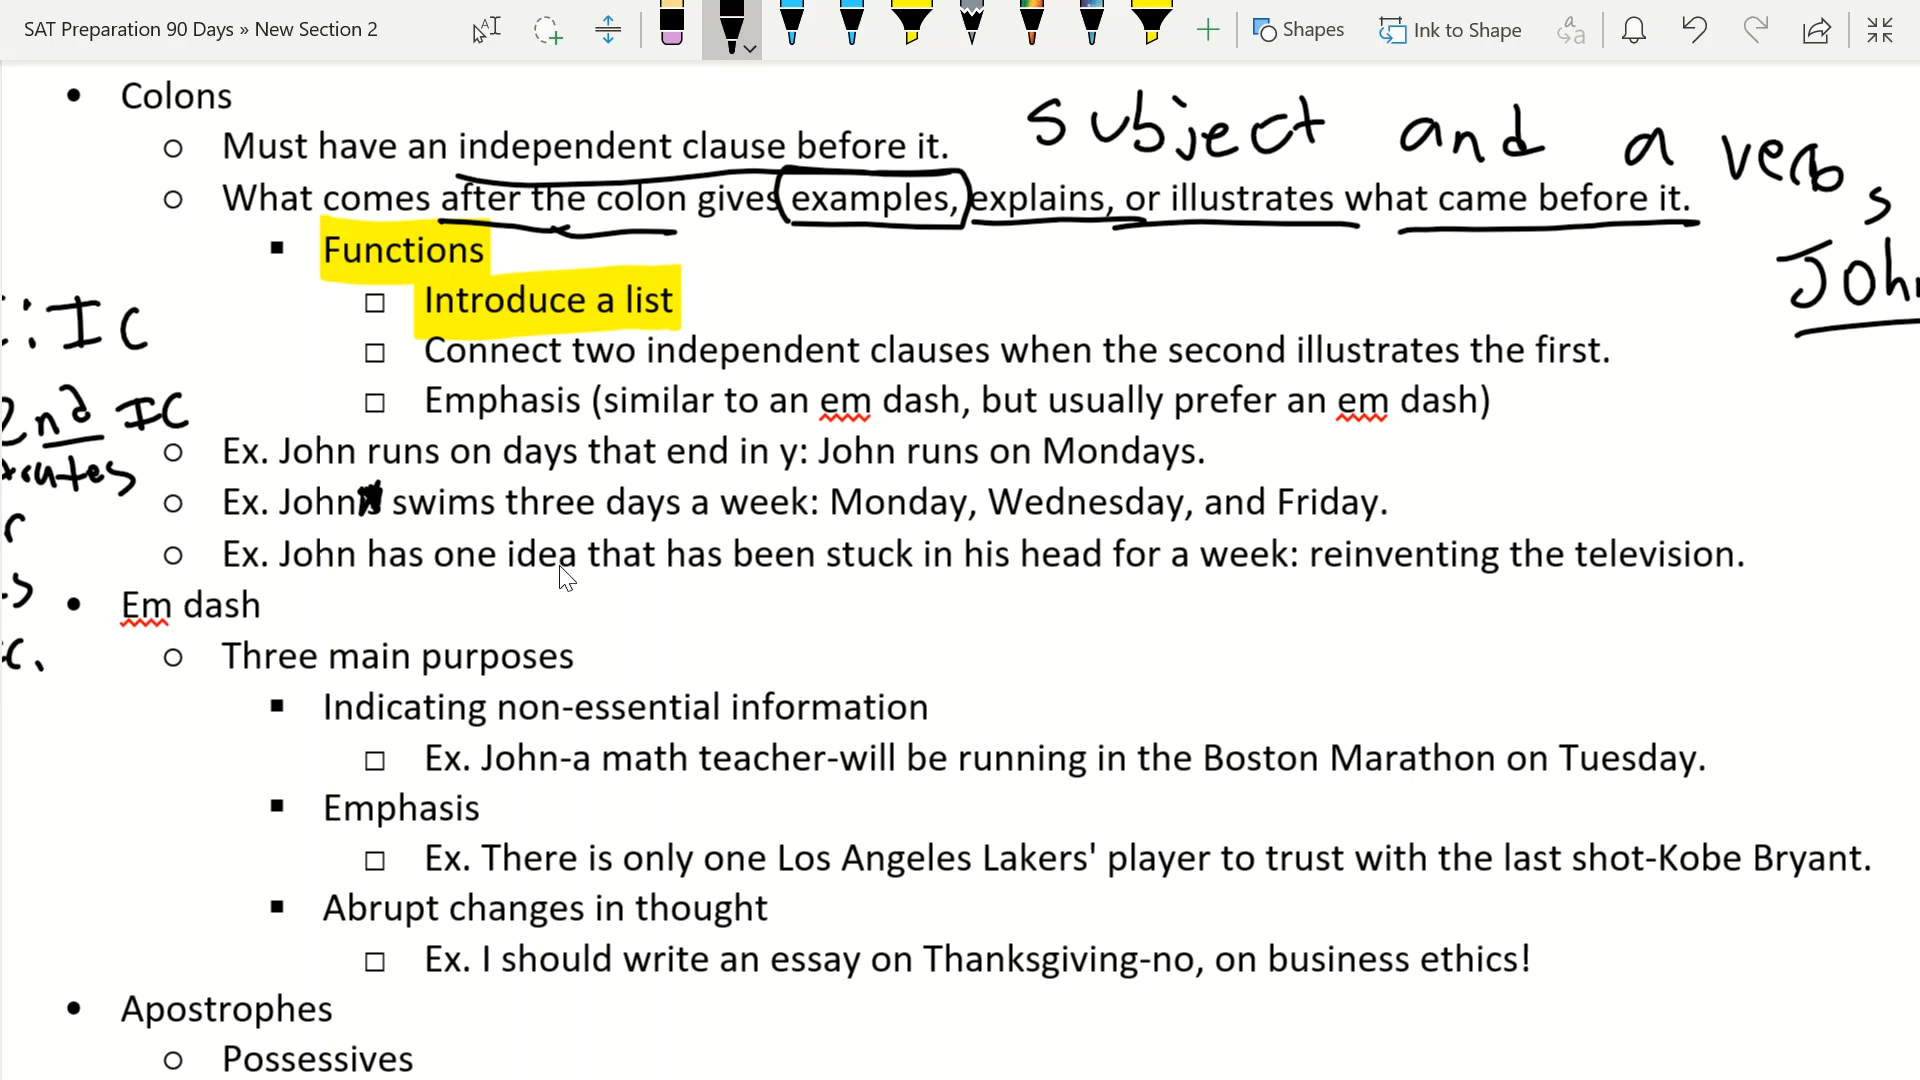 SAT Preparation 90 Days » New Section 2
Shapes
Ink to Shape
• Colons
subject and a verb,
○ Must have an independent clause before it.
○ What comes after the colon gives examples, explains, or illustrates what came before it.
s
▪ Functions
John
□ Introduce a list
: IC
□ Connect two independent clauses when the second illustrates the first.
2nd IC
□ Emphasis (similar to an em dash, but usually prefer an em dash)
○ Ex. John runs on days that end in y: John runs on Mondays.
○ Ex. John swims three days a week: Monday, Wednesday, and Friday.
○ Ex. John has one idea that has been stuck in his head for a week: reinventing the television.
• Em dash
○ Three main purposes
▪ Indicating non-essential information
□ Ex. John-a math teacher-will be running in the Boston Marathon on Tuesday.
▪ Emphasis
□ Ex. There is only one Los Angeles Lakers' player to trust with the last shot-Kobe Bryant.
▪ Abrupt changes in thought
□ Ex. I should write an essay on Thanksgiving-no, on business ethics!
• Apostrophes
○ Possessives